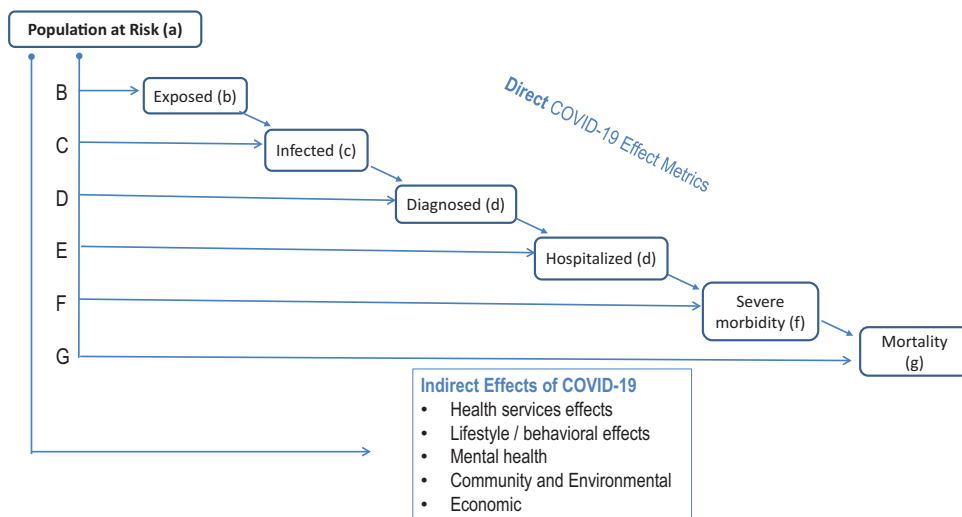 Population at Risk (a)
B
Exposed (b)
Direct COVID-19 Effect Metrics
C
Infected (c)
D
Diagnosed (d)
E
Hospitalized (d)
F
Severe
morbidity (f)
G
Mortality
(g)
Indirect Effects of COVID-19
• Health services effects
• Lifestyle / behavioral effects
• Mental health
• Community and Environmental
• Economic